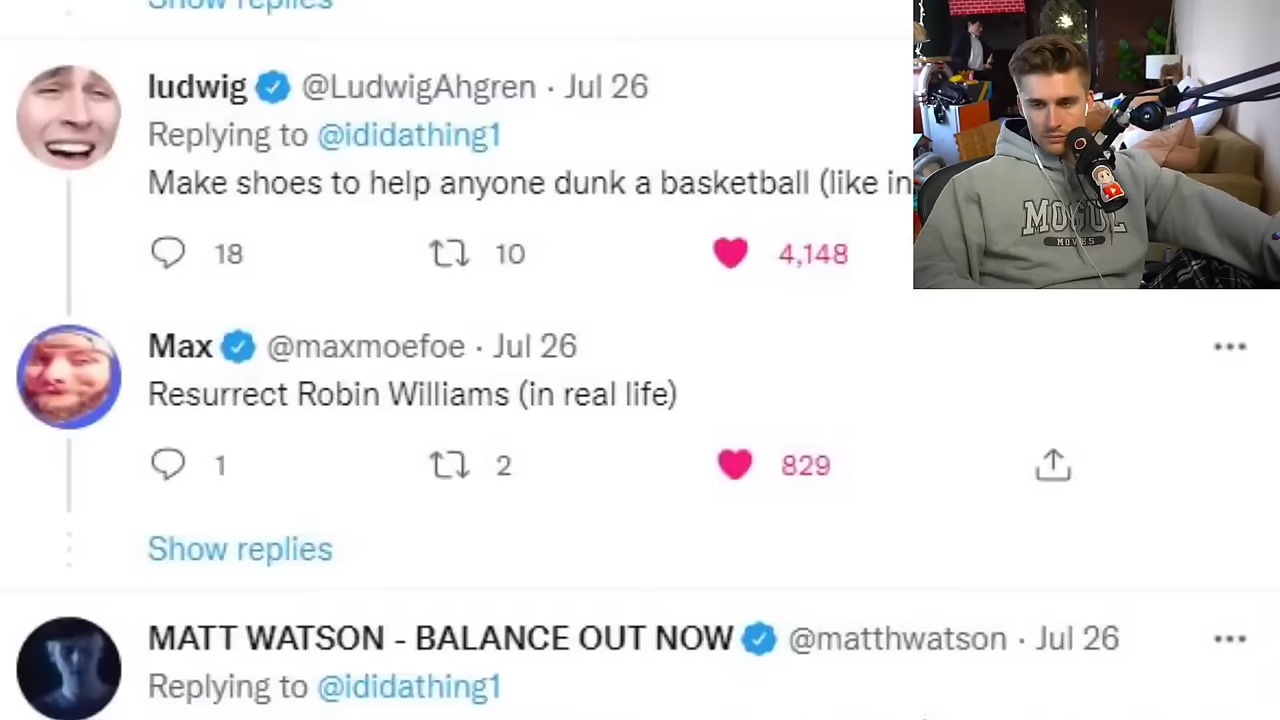 Show replies
ludwig @LudwigAhgren · Jul 26
Replying to @ididathing1
Make shoes to help anyone dunk a basketball (like in
18 10 4,148
MOGUL
MOVES
Max @maxmoefoe · Jul 26
Resurrect Robin Williams (in real life)
1 2 829
Show replies
MATT WATSON - BALANCE OUT NOW @matthwatson · Jul 26
Replying to @ididathing1